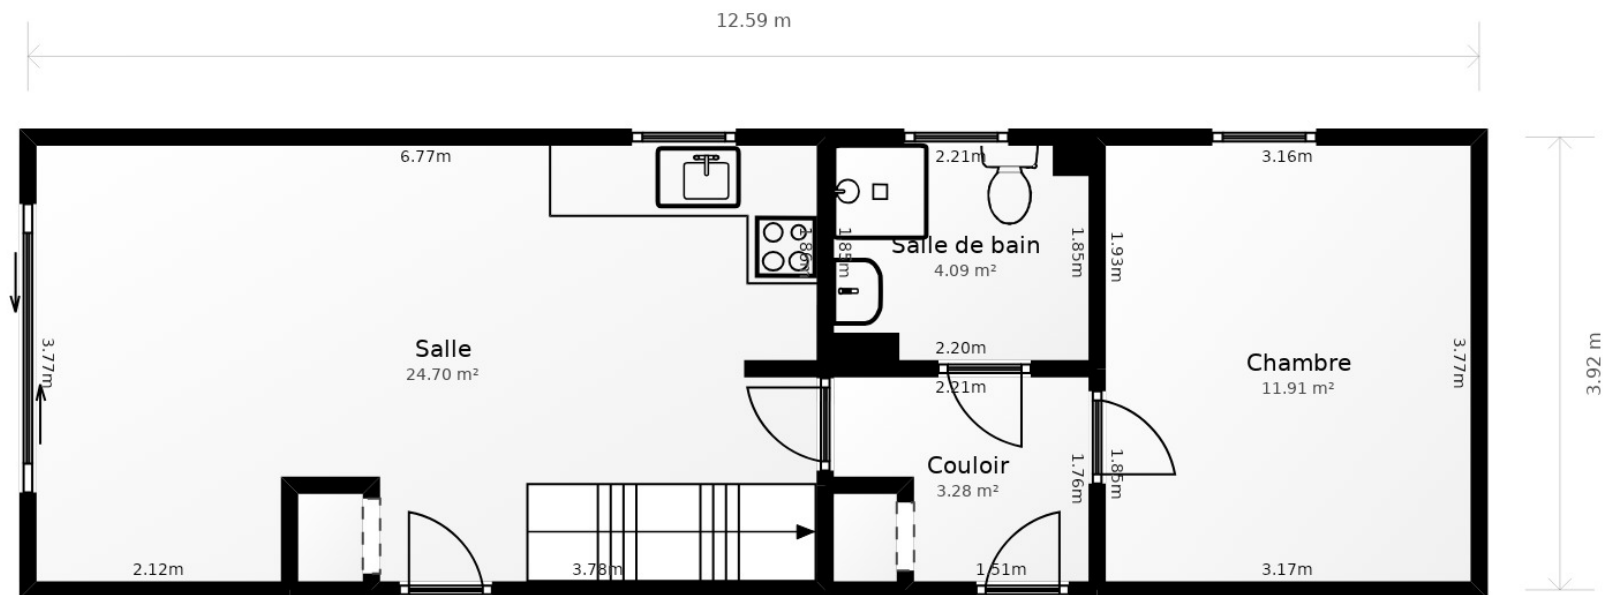 12.59 m
6.77m
2.21m
3.16m
1.86m
1.85m
Salle de bain
4.09 m²
1.85m
1.93m
3.77m
Salle
24.70 m²
2.20m
2.21m
Chambre
11.91 m²
3.77m
3.92 m
Couloir
3.28 m²
1.76m
1.85m
2.12m
3.78m
1.51m
3.17m